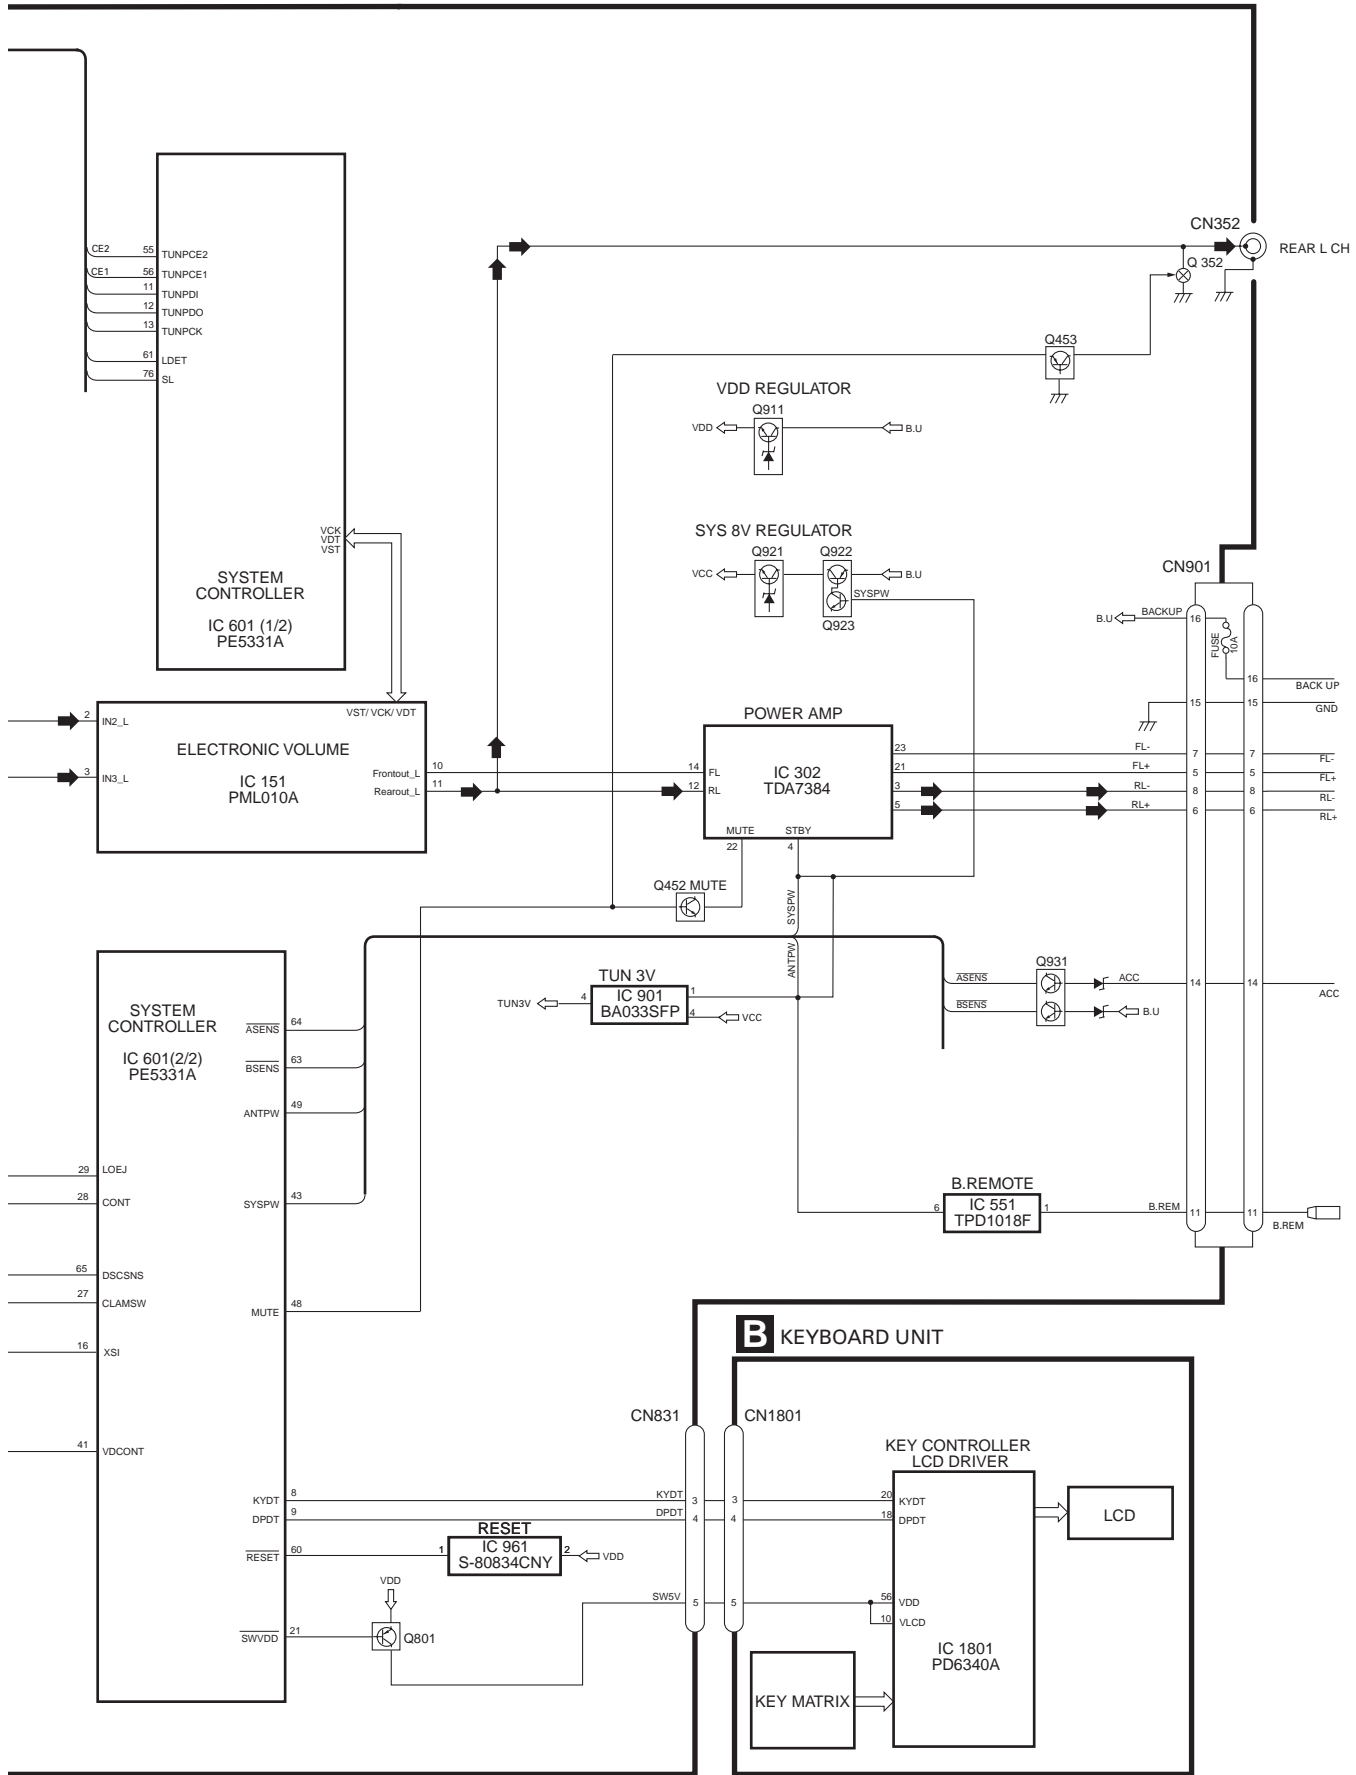 CN352
REAR L CH
Q 352
CE2 55 TUNPCE2
CE1 56 TUNPCE1
11 TUNPDI
12 TUNPDO
13 TUNPCK
61 LDET
76 SL
Q453
VDD REGULATOR
Q911
VDD B.U
SYS 8V REGULATOR
Q921 Q922
VCC B.U
SYSPW
Q923
VCK
VDT
VST
SYSTEM
CONTROLLER
IC 601 (1/2)
PE5331A
CN901
B.U BACKUP 16
FUSE
10A
16 BACK UP
15 15 GND
VST/ VCK/ VDT
2 IN2_L
3 IN3_L
ELECTRONIC VOLUME
IC 151
PML010A
Frontout_L 10
Rearout_L 11
POWER AMP
14 FL
12 RL
IC 302
TDA7384
23 FL- 7 7 FL-
21 FL+ 5 5 FL+
3 RL- 8 8 RL-
5 RL+ 6 6 RL+
MUTE STBY
22 4
Q452 MUTE
SYSPW
ANTPW
TUN 3V
TUN3V 4 IC 901 1
BA033SFP 4 VCC
Q931
ASENS ACC 14 14 ACC
BSENS B.U
SYSTEM
CONTROLLER
IC 601(2/2)
PE5331A
ASENS 64
BSENS 63
ANTPW 49
29 LOEJ
28 CONT
SYSPW 43
65 DSCSNS
27 CLAMSW
MUTE 48
16 XSI
41 VDCONT
B.REMOTE
6 IC 551 1
TPD1018F
B.REM 11 11 B.REM
B KEYBOARD UNIT
CN831 CN1801
KEY CONTROLLER
LCD DRIVER
KYDT 8 KYDT 3 3 20 KYDT
DPDT 9 DPDT 4 4 18 DPDT
LCD
RESET
RESET 60 1 IC 961 2 VDD
S-80834CNY
VDD
SW5V 5 5 56 VDD
10 VLCD
SWVDD 21 Q801
IC 1801
PD6340A
KEY MATRIX